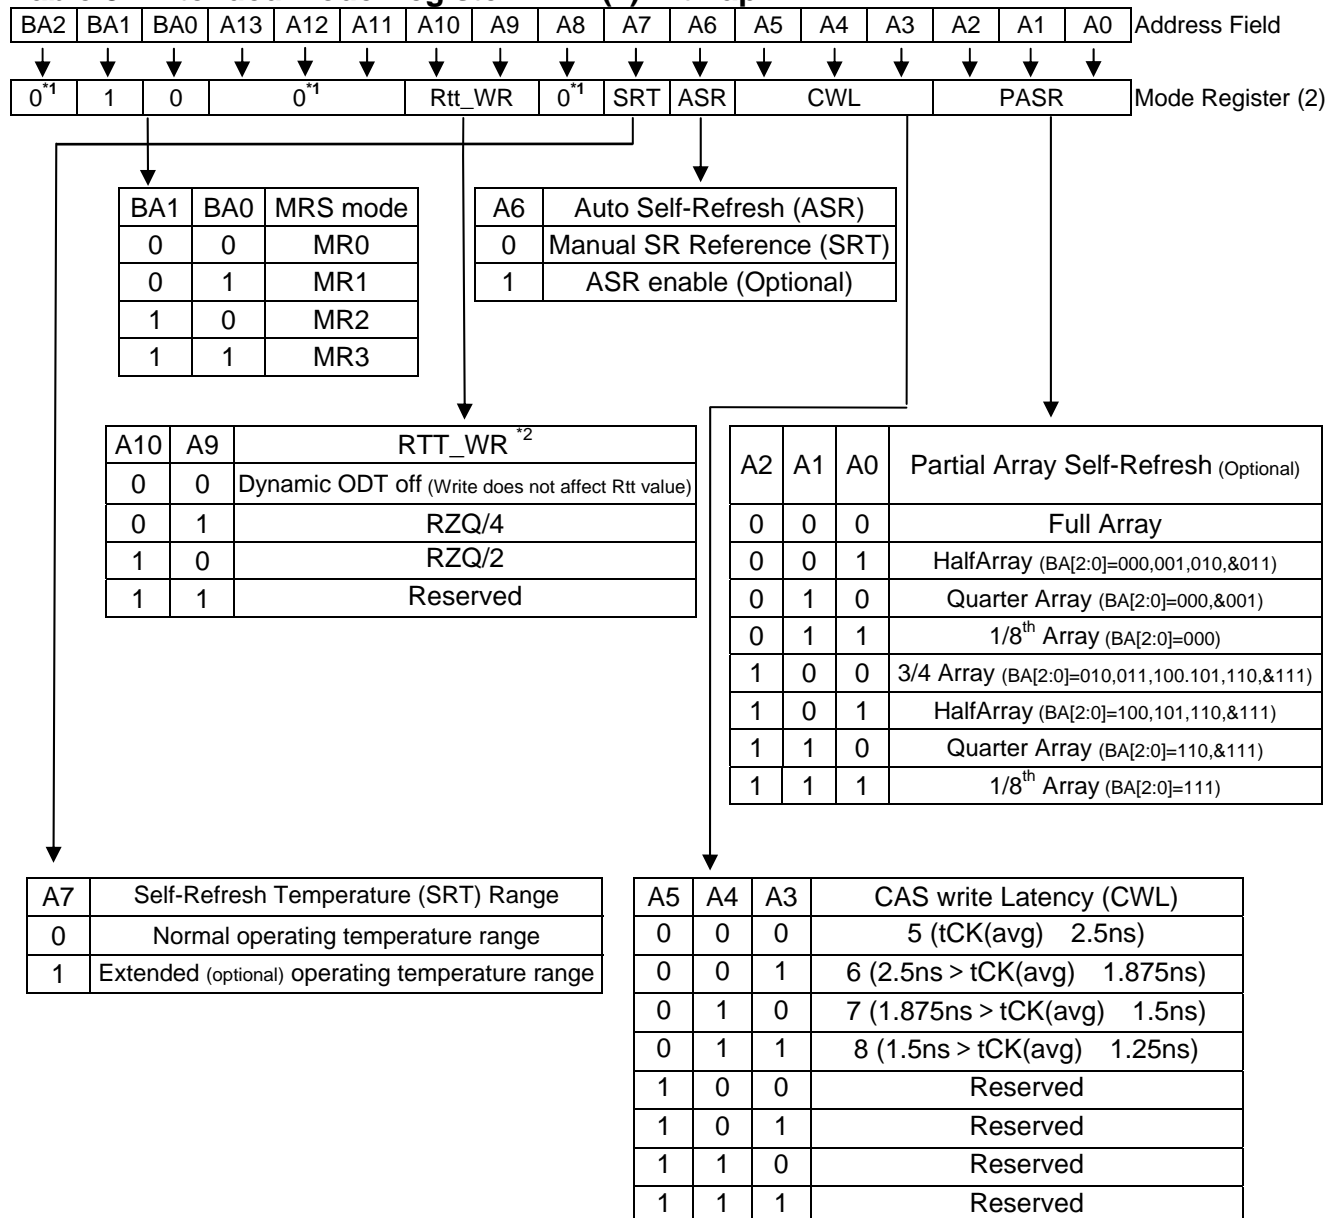 BA2 BA1 BA0 A13 A12 A11 A10 A9 A8 A7 A6 A5 A4 A3 A2 A1 A0 Address Field
0*1 1 0 0*1 Rtt_WR 0*1 SRT ASR CWL PASR Mode Register (2)
BA1 BA0 MRS mode
0 0 MR0
0 1 MR1
1 0 MR2
1 1 MR3
A6 Auto Self-Refresh (ASR)
0 Manual SR Reference (SRT)
1 ASR enable (Optional)
A10 A9 RTT_WR *2
0 0 Dynamic ODT off (Write does not affect Rtt value)
0 1 RZQ/4
1 0 RZQ/2
1 1 Reserved
A2 A1 A0 Partial Array Self-Refresh (Optional)
0 0 0 Full Array
0 0 1 HalfArray (BA[2:0]=000,001,010,&011)
0 1 0 Quarter Array (BA[2:0]=000,&001)
0 1 1 1/8th Array (BA[2:0]=000)
1 0 0 3/4 Array (BA[2:0]=010,011,100.101,110,&111)
1 0 1 HalfArray (BA[2:0]=100,101,110,&111)
1 1 0 Quarter Array (BA[2:0]=110,&111)
1 1 1 1/8th Array (BA[2:0]=111)
A7 Self-Refresh Temperature (SRT) Range
0 Normal operating temperature range
1 Extended (optional) operating temperature range
A5 A4 A3 CAS write Latency (CWL)
0 0 0 5 (tCK(avg) 2.5ns)
0 0 1 6 (2.5ns > tCK(avg) 1.875ns)
0 1 0 7 (1.875ns > tCK(avg) 1.5ns)
0 1 1 8 (1.5ns > tCK(avg) 1.25ns)
1 0 0 Reserved
1 0 1 Reserved
1 1 0 Reserved
1 1 1 Reserved